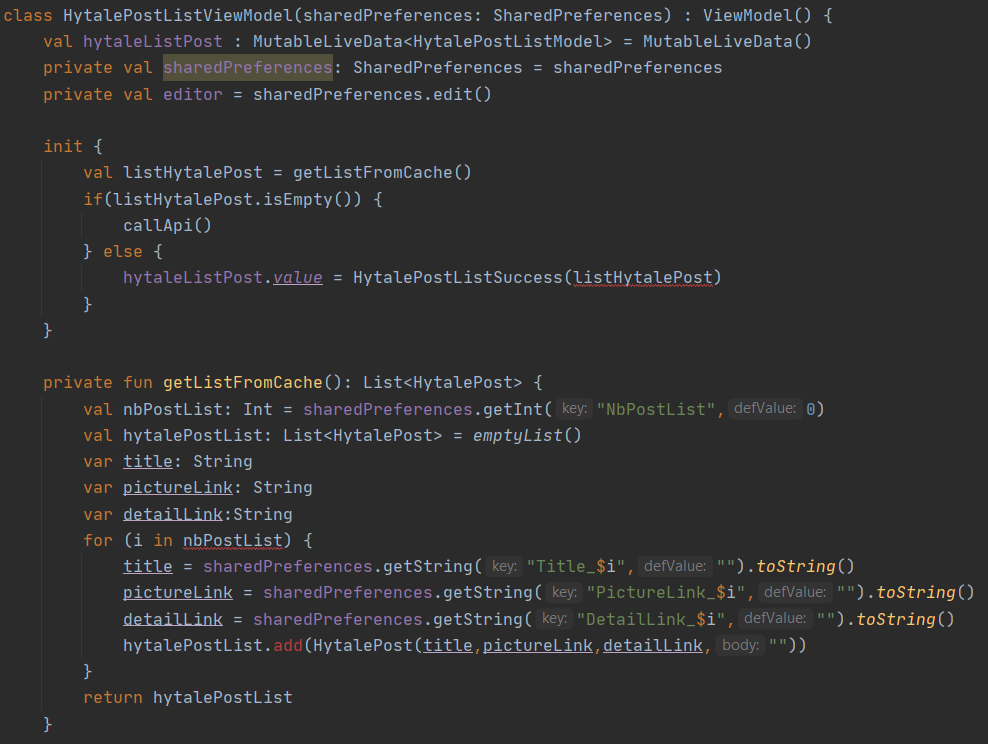 class HytalePostListViewModel(sharedPreferences: SharedPreferences) : ViewModel() {
    val hytaleListPost : MutableLiveData<HytalePostListModel> = MutableLiveData()
    private val sharedPreferences: SharedPreferences = sharedPreferences
    private val editor = sharedPreferences.edit()

    init {
        val listHytalePost = getListFromCache()
        if(listHytalePost.isEmpty()) {
            callApi()
        } else {
            hytaleListPost.value = HytalePostListSuccess(listHytalePost)
        }
    }

    private fun getListFromCache(): List<HytalePost> {
        val nbPostList: Int = sharedPreferences.getInt( key: "NbPostList", defValue: 0)
        val hytalePostList: List<HytalePost> = emptyList()
        var title: String
        var pictureLink: String
        var detailLink:String
        for (i in nbPostList) {
            title = sharedPreferences.getString( key: "Title_$i", defValue: "").toString()
            pictureLink = sharedPreferences.getString( key: "PictureLink_$i", defValue: "").toString()
            detailLink = sharedPreferences.getString( key: "DetailLink_$i", defValue: "").toString()
            hytalePostList.add(HytalePost(title,pictureLink,detailLink, body: ""))
        }
        return hytalePostList
    }